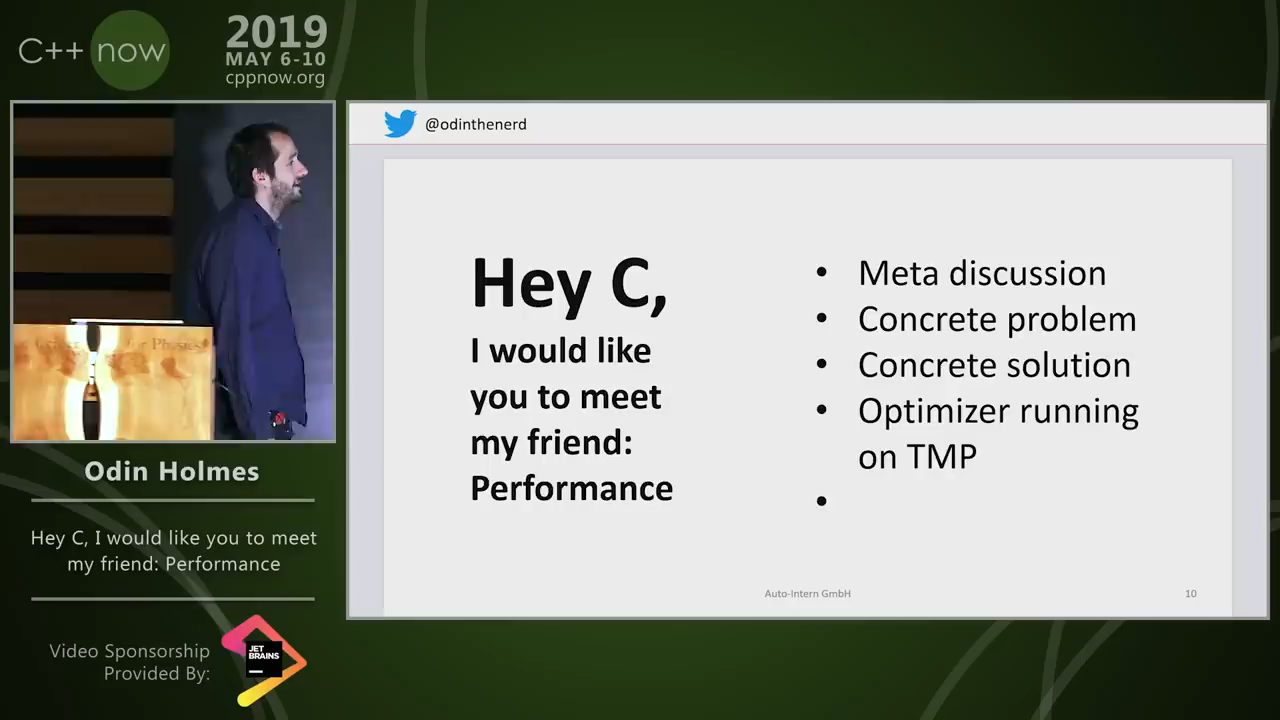 C++ now
2019
MAY 6-10
cppnow.org
@odinthenerd
Hey C,
I would like
you to meet
my friend:
Performance
• Meta discussion
• Concrete problem
• Concrete solution
• Optimizer running
on TMP
•
Auto-Intern GmbH
10
for Physics
Odin Holmes
Hey C, I would like you to meet
my friend: Performance
Video Sponsorship
Provided By:
JET
BRAINS